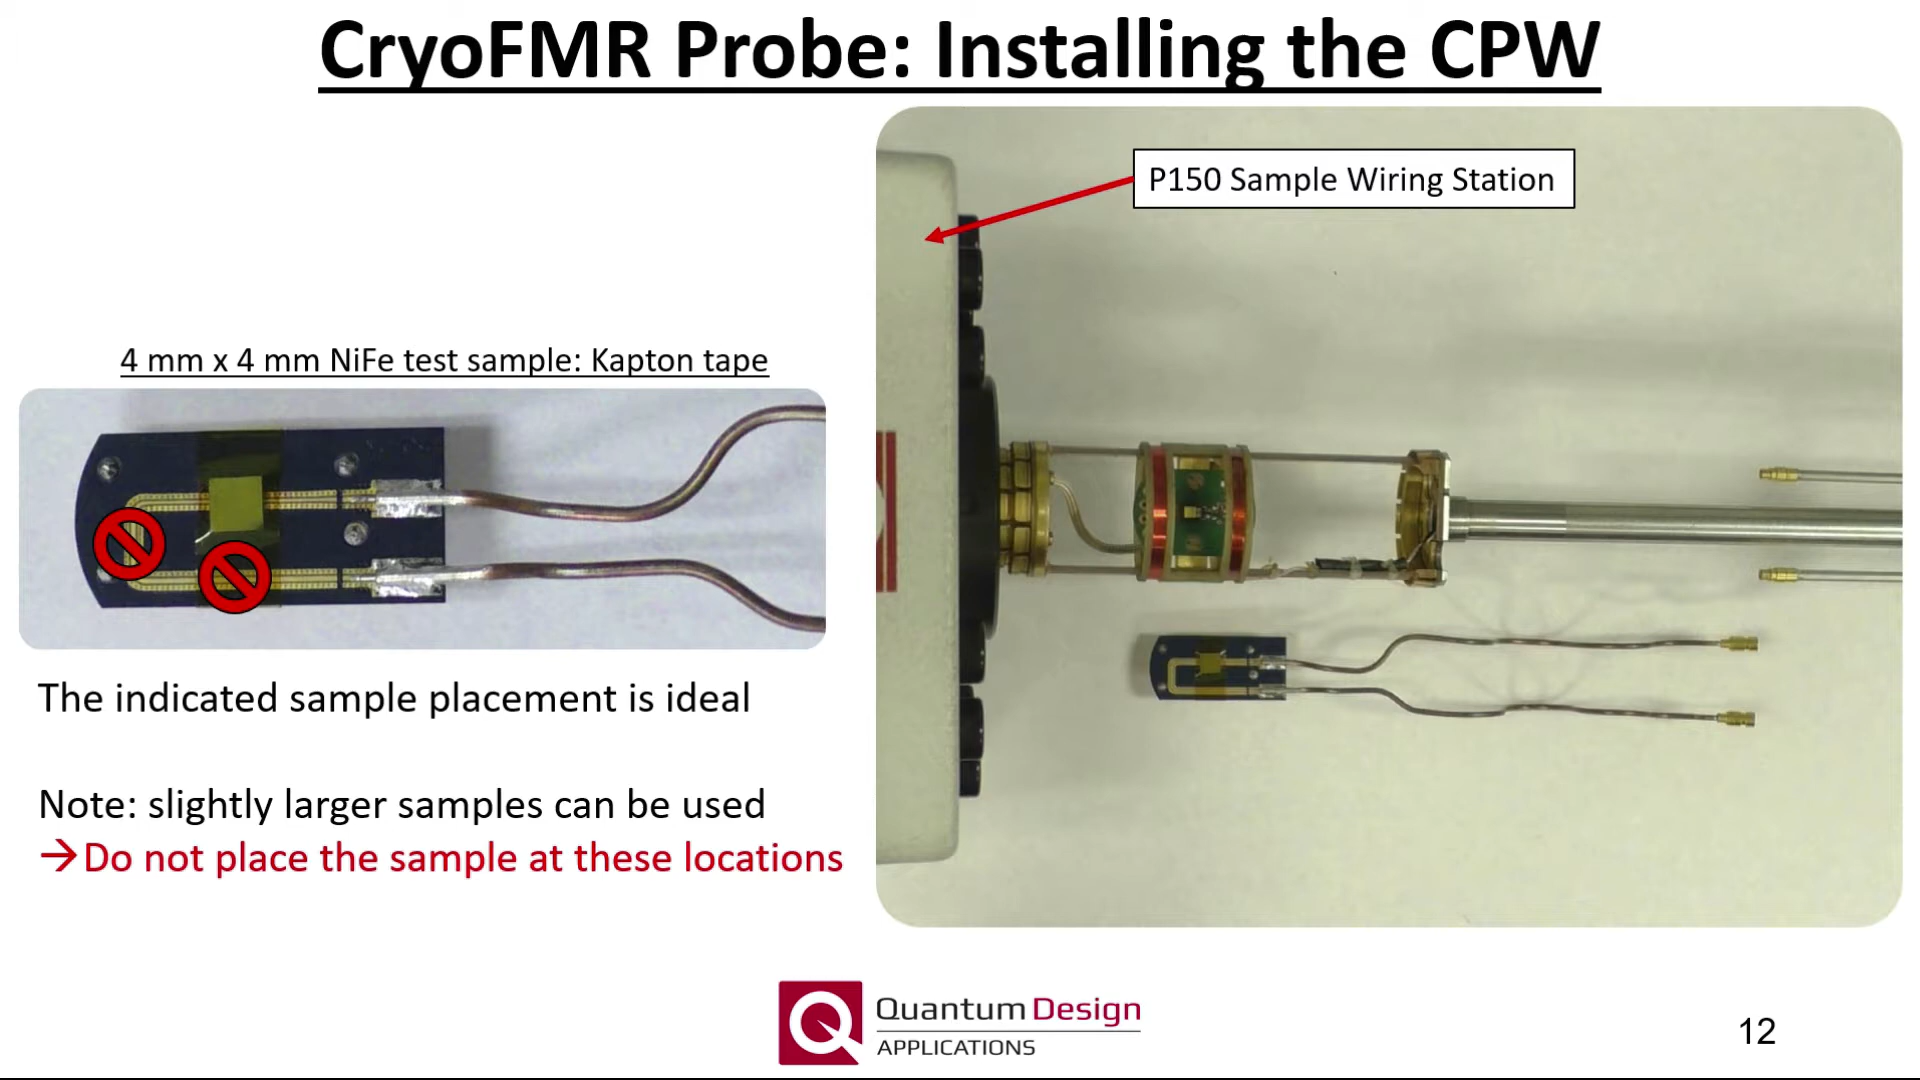 CryoFMR Probe: Installing the CPW
P150 Sample Wiring Station
4 mm x 4 mm NiFe test sample: Kapton tape
The indicated sample placement is ideal
Note: slightly larger samples can be used
→Do not place the sample at these locations
Quantum Design
APPLICATIONS
12